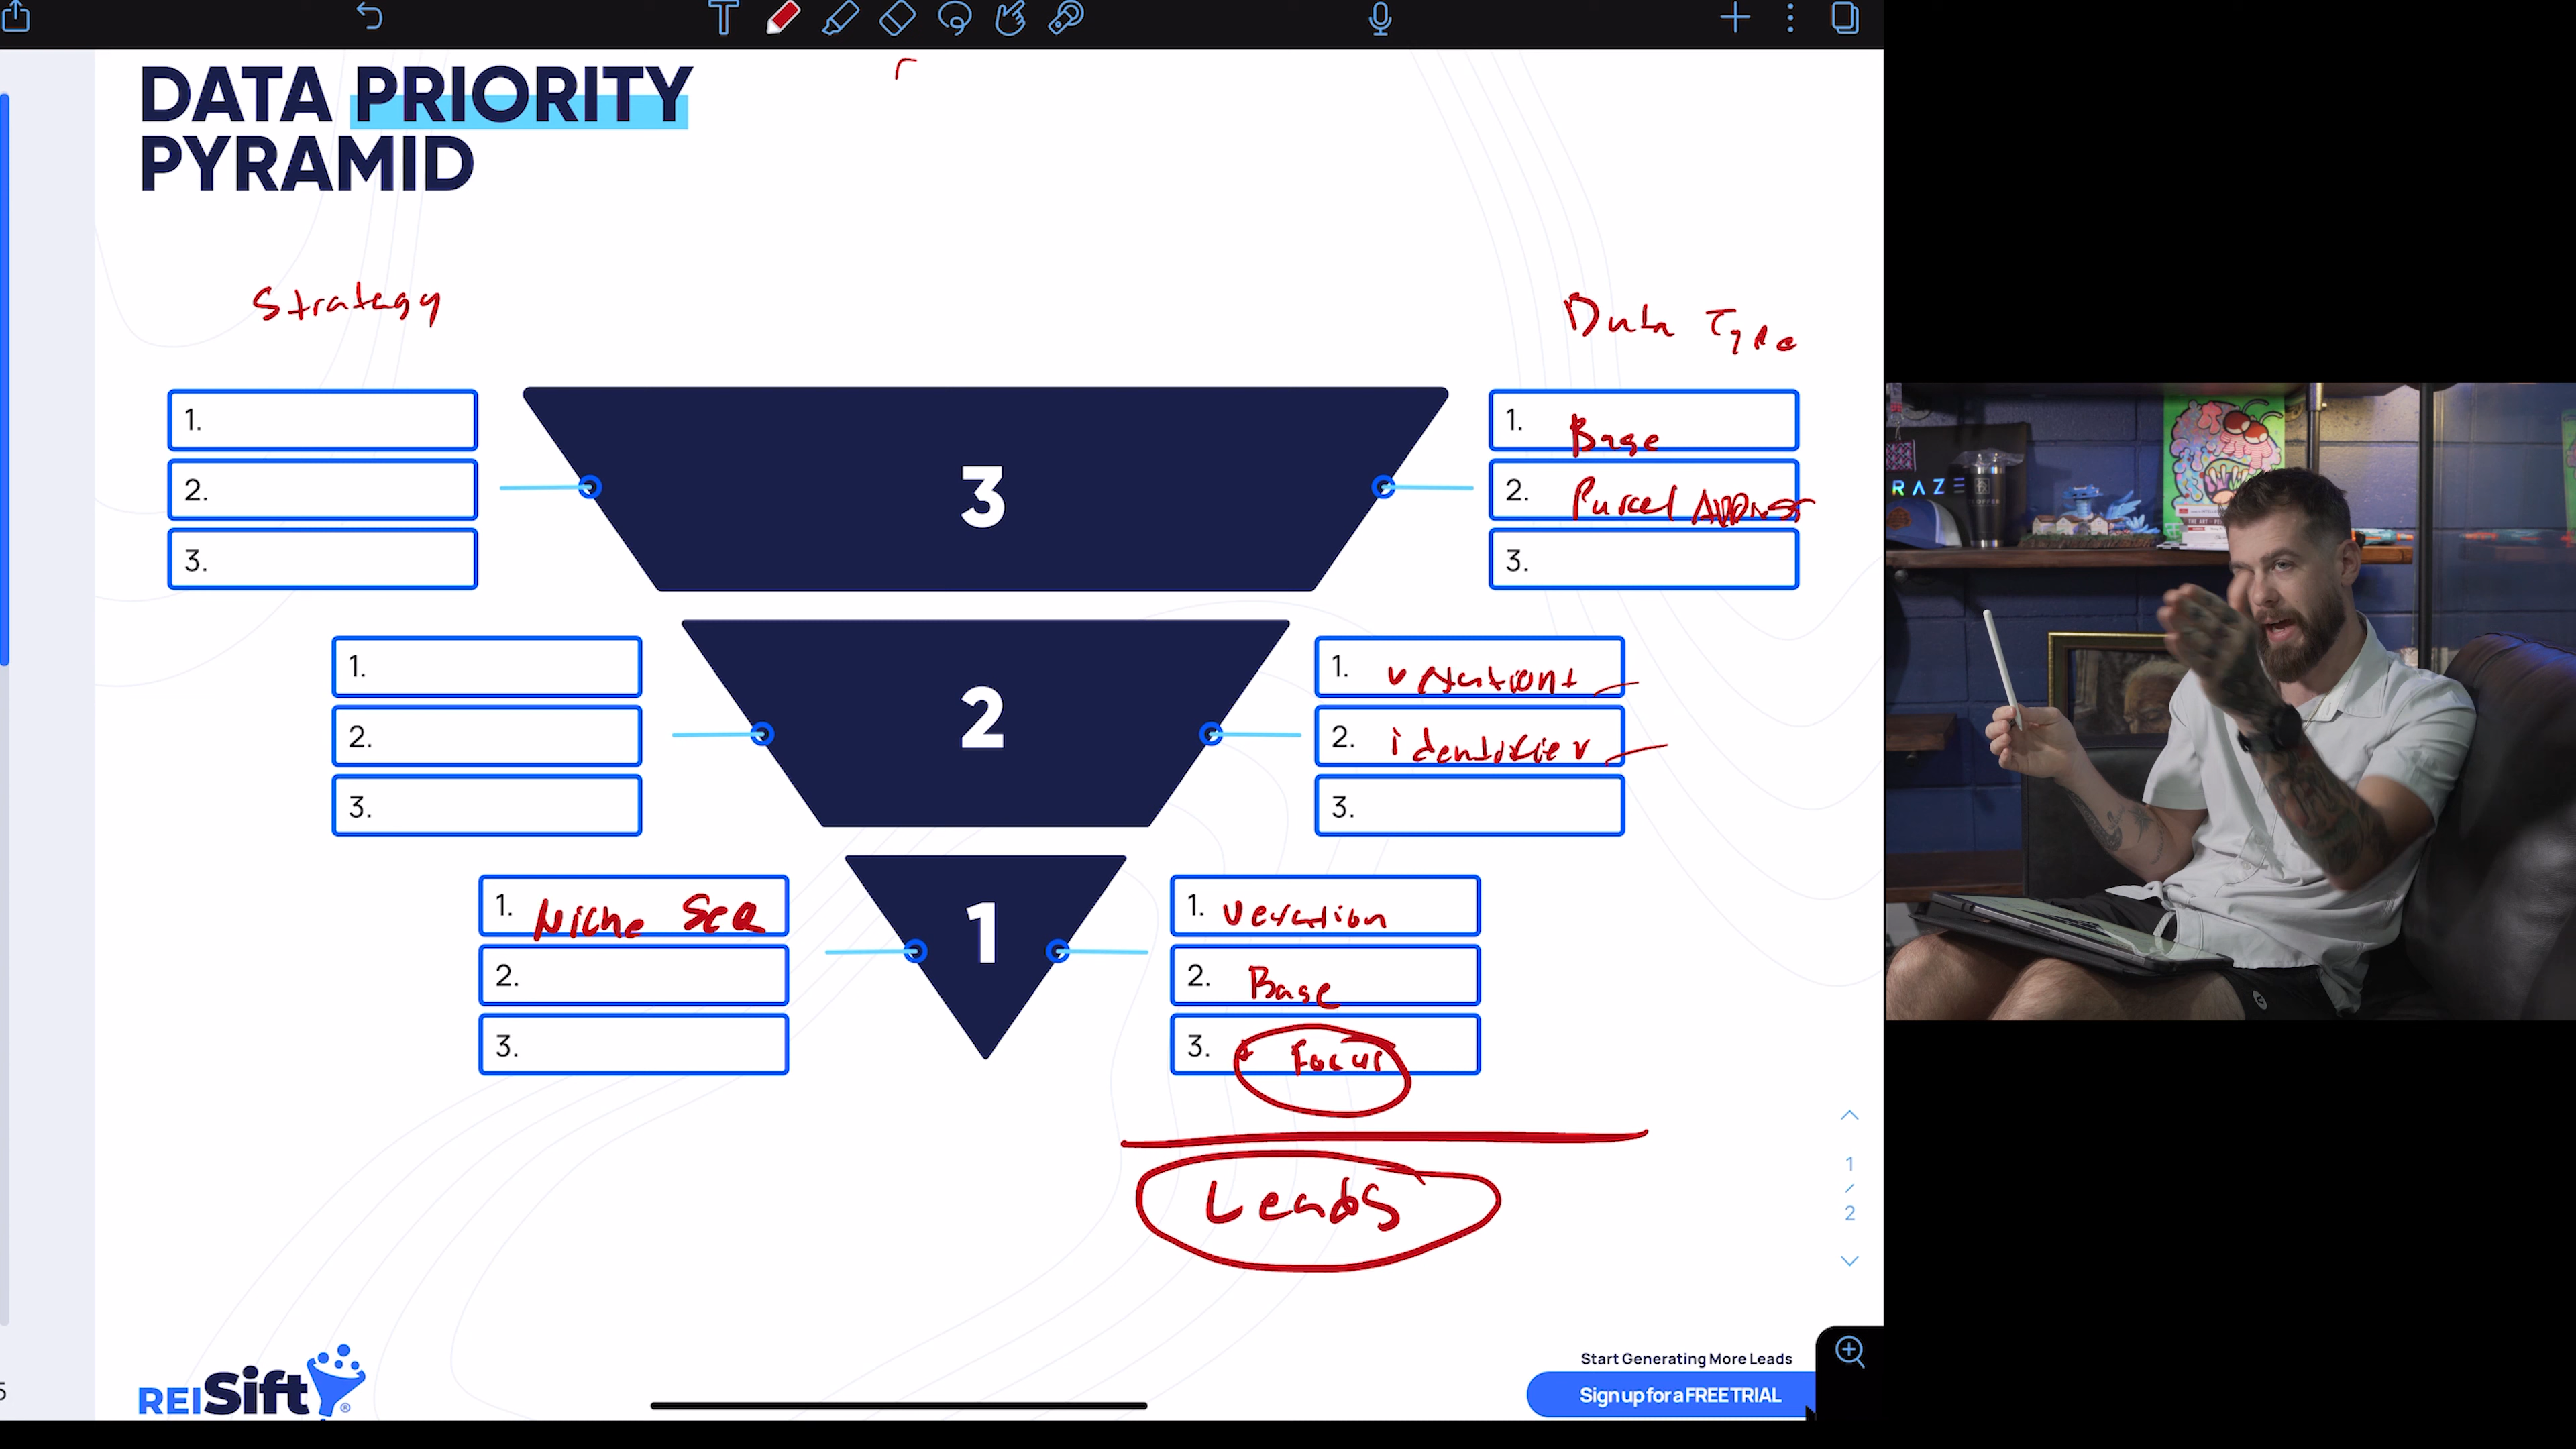 DATA PRIORITY
PYRAMID
Strategy
Data Type
1.
2.
3.
3
1. Base
2. Parcel Address
3.
1.
2.
3.
2
1.
2. identifier
3.
1. Niche Seq
2.
3.
1
1.
2. Base
3. + Focus
Leads
1
/
2
REISift®
Start Generating More Leads
Sign up for a FREE TRIAL
5
RAZE